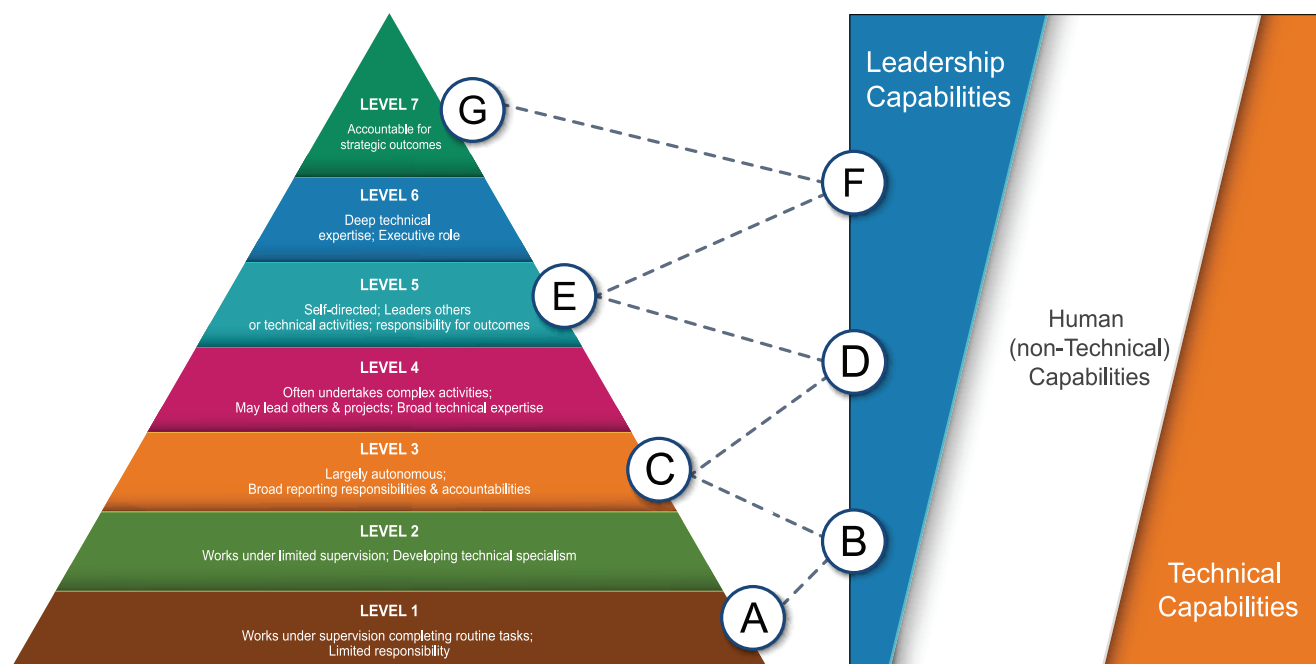 LEVEL 7
Accountable for
strategic outcomes
G
LEVEL 6
Deep technical
expertise; Executive role
F
LEVEL 5
Self-directed; Leaders others
or technical activities; responsibility for outcomes
E
LEVEL 4
Often undertakes complex activities;
May lead others & projects; Broad technical expertise
D
LEVEL 3
Largely autonomous;
Broad reporting responsibilities & accountabilities
C
LEVEL 2
Works under limited supervision; Developing technical specialism
B
LEVEL 1
Works under supervision completing routine tasks;
Limited responsibility
A
Leadership
Capabilities
Human
(non-Technical)
Capabilities
Technical
Capabilities